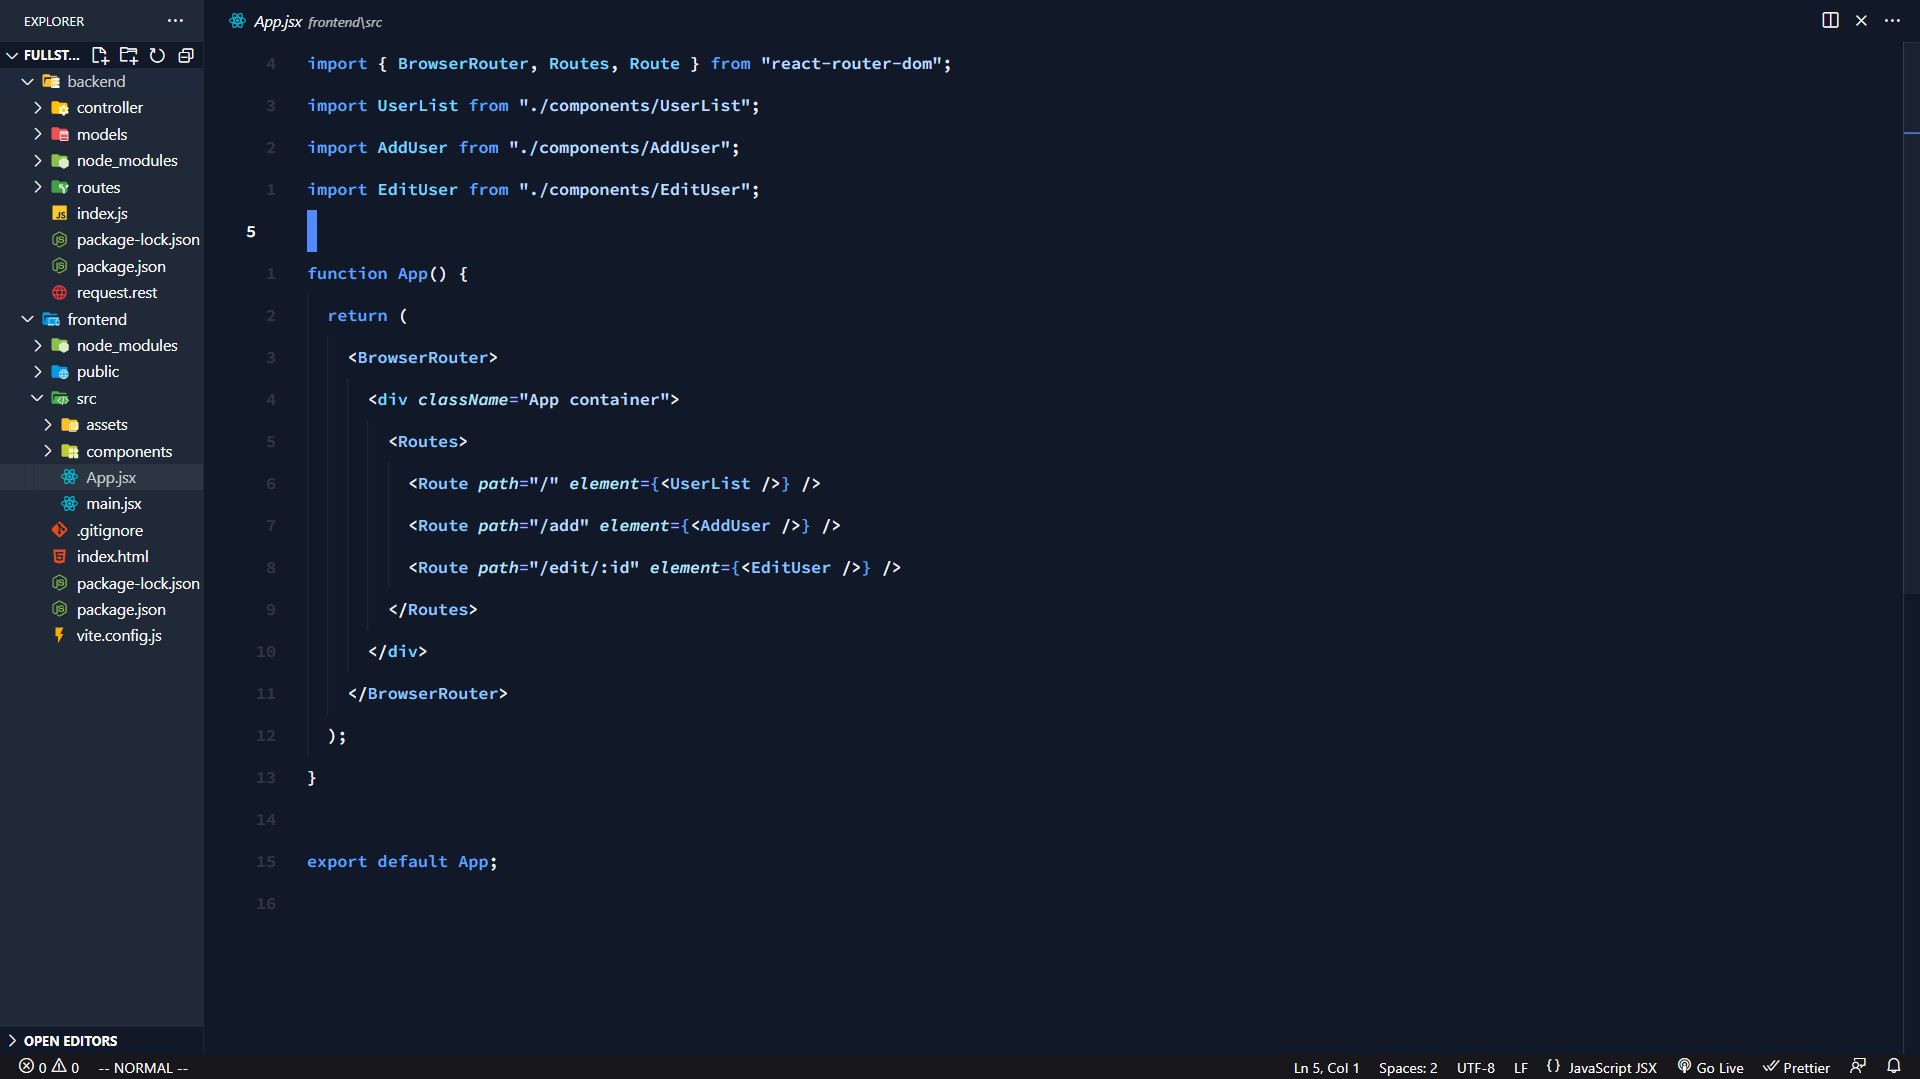 EXPLORER
FULLST...
backend
controller
models
node_modules
routes
index.js
package-lock.json
package.json
request.rest
frontend
node_modules
public
src
assets
components
App.jsx
main.jsx
.gitignore
index.html
package-lock.json
package.json
vite.config.js
OPEN EDITORS
App.jsx frontend\src
4 import { BrowserRouter, Routes, Route } from "react-router-dom";
3 import UserList from "./components/UserList";
2 import AddUser from "./components/AddUser";
1 import EditUser from "./components/EditUser";
5
1 function App() {
2 return (
3 <BrowserRouter>
4 <div className="App container">
5 <Routes>
6 <Route path="/" element={<UserList />} />
7 <Route path="/add" element={<AddUser />} />
8 <Route path="/edit/:id" element={<EditUser />} />
9 </Routes>
10 </div>
11 </BrowserRouter>
12 );
13 }
14
15 export default App;
16
0 0 -- NORMAL -- Ln 5, Col 1 Spaces: 2 UTF-8 LF {} JavaScript JSX Go Live Prettier